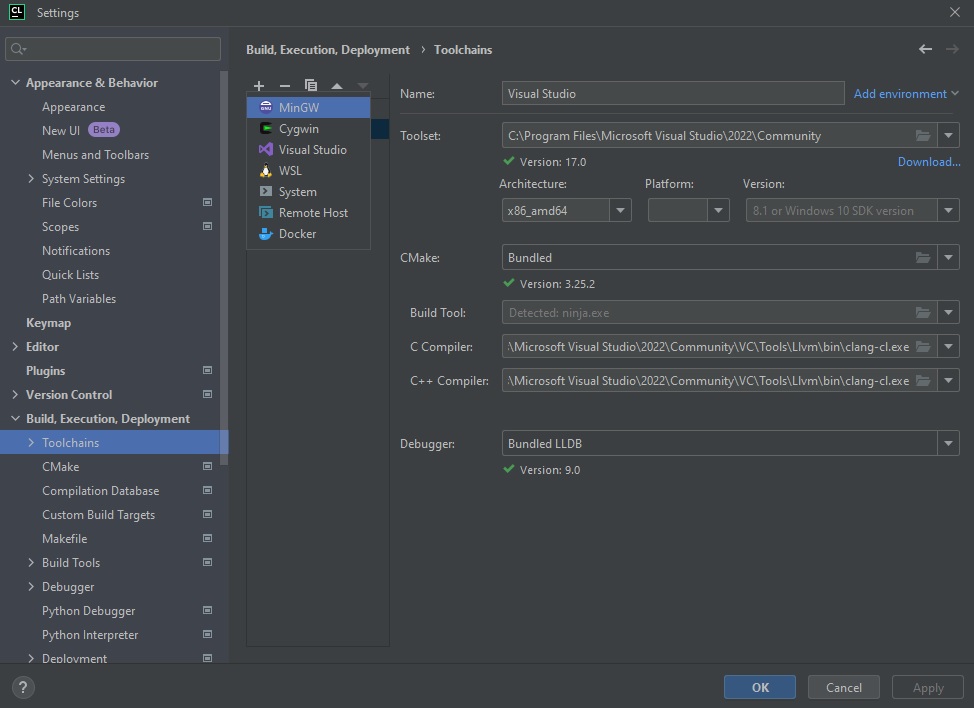 CL Settings
Appearance & Behavior
Appearance
New UI Beta
Menus and Toolbars
System Settings
File Colors
Scopes
Notifications
Quick Lists
Path Variables
Keymap
Editor
Plugins
Version Control
Build, Execution, Deployment
Toolchains
CMake
Compilation Database
Custom Build Targets
Makefile
Build Tools
Debugger
Python Debugger
Python Interpreter
Deployment
Build, Execution, Deployment › Toolchains
MinGW
Cygwin
Visual Studio
WSL
System
Remote Host
Docker
Name: Visual Studio Add environment
Toolset: C:\Program Files\Microsoft Visual Studio\2022\Community
Version: 17.0 Download...
Architecture: Platform: Version:
x86_amd64 8.1 or Windows 10 SDK version
CMake: Bundled
Version: 3.25.2
Build Tool: Detected: ninja.exe
C Compiler: :\Microsoft Visual Studio\2022\Community\VC\Tools\Llvm\bin\clang-cl.exe
C++ Compiler: :\Microsoft Visual Studio\2022\Community\VC\Tools\Llvm\bin\clang-cl.exe
Debugger: Bundled LLDB
Version: 9.0
? OK Cancel Apply